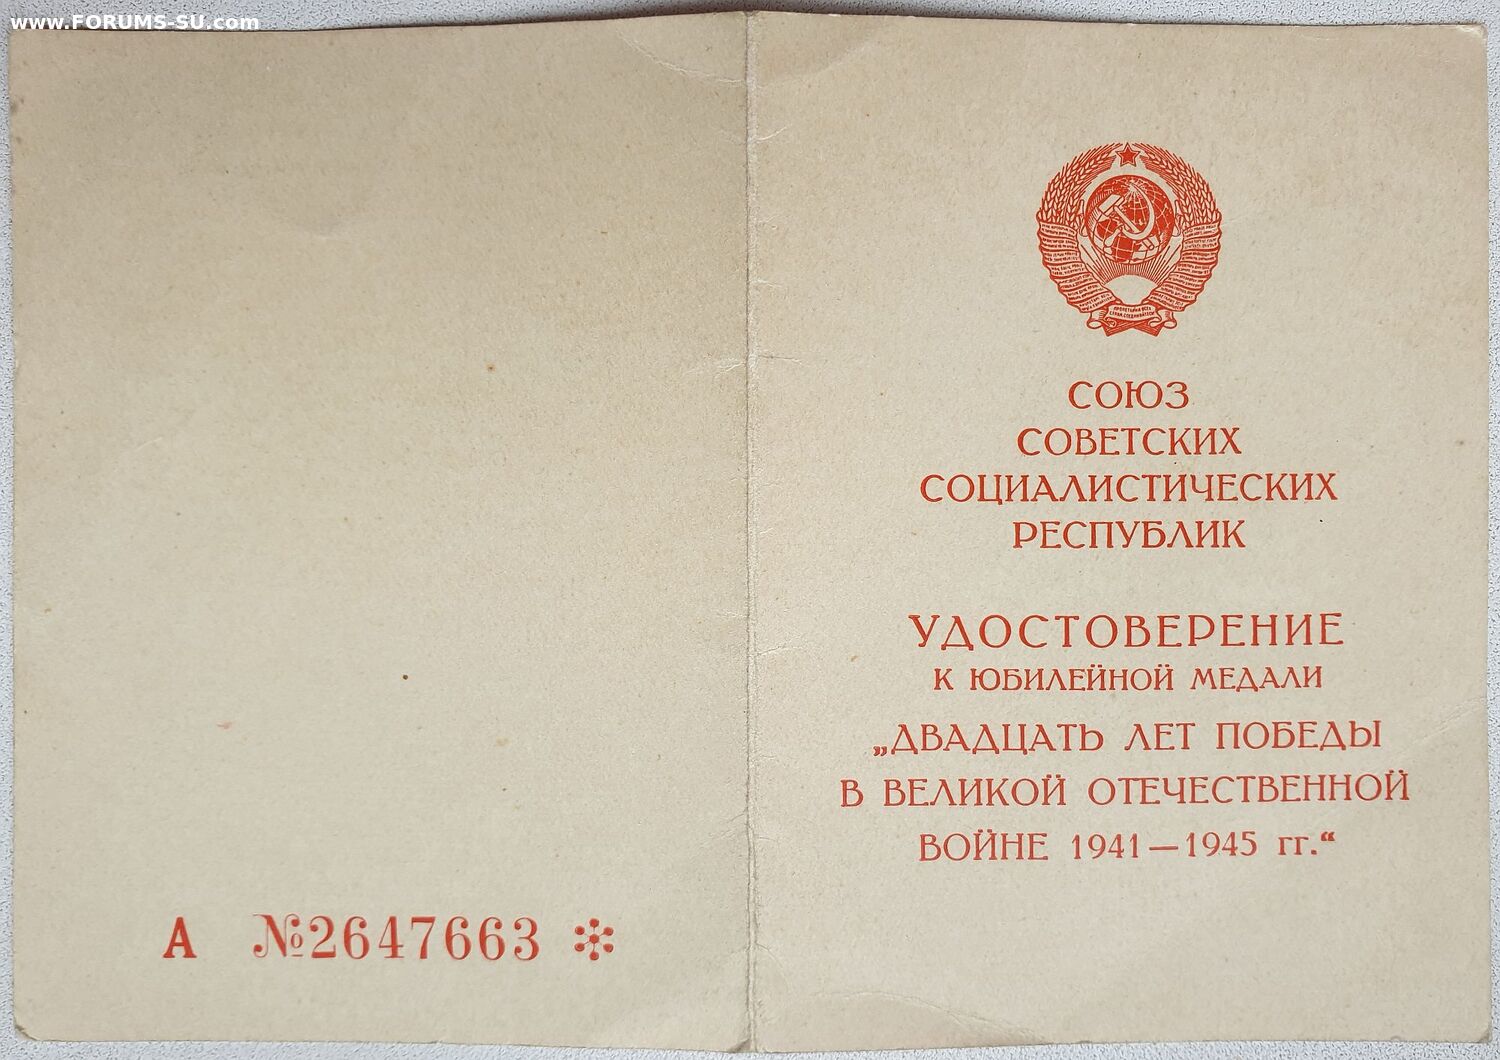 www.FORUMS-SU.com
А №2647663
СОЮЗ
СОВЕТСКИХ
СОЦИАЛИСТИЧЕСКИХ
РЕСПУБЛИК
УДОСТОВЕРЕНИЕ
К ЮБИЛЕЙНОЙ МЕДАЛИ
„ДВАДЦАТЬ ЛЕТ ПОБЕДЫ
В ВЕЛИКОЙ ОТЕЧЕСТВЕННОЙ
ВОЙНЕ 1941—1945 гг.“